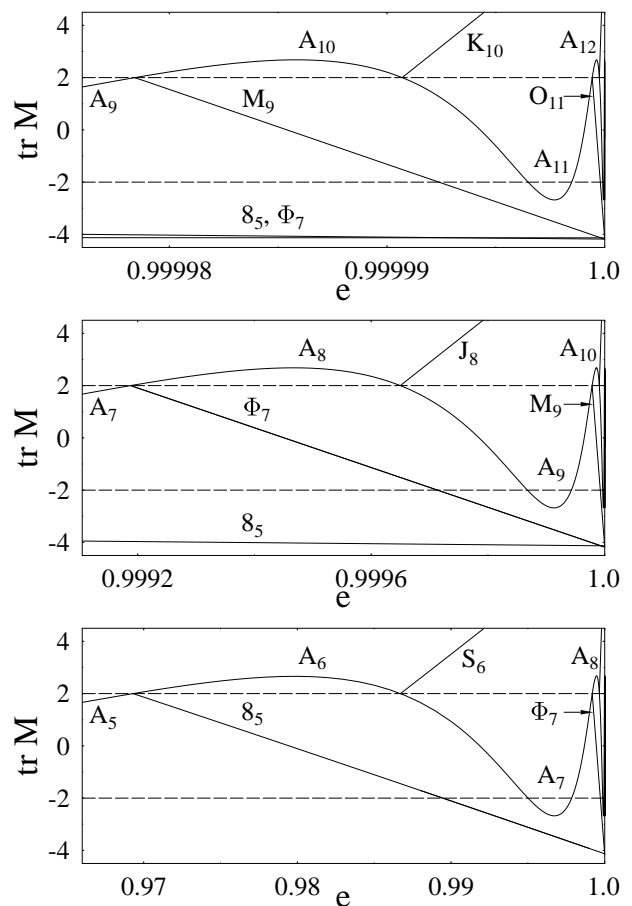 4
2
0
-2
-4
tr M
A₉
A₁₀
K₁₀
A₁₂
M₉
O₁₁
A₁₁
8₅, Φ₇
0.99998
0.99999
1.0
e
4
2
0
-2
-4
tr M
A₇
A₈
J₈
A₁₀
Φ₇
M₉
A₉
8₅
0.9992
0.9996
1.0
e
4
2
0
-2
-4
tr M
A₅
A₆
S₆
A₈
8₅
Φ₇
A₇
0.97
0.98
0.99
1.0
e